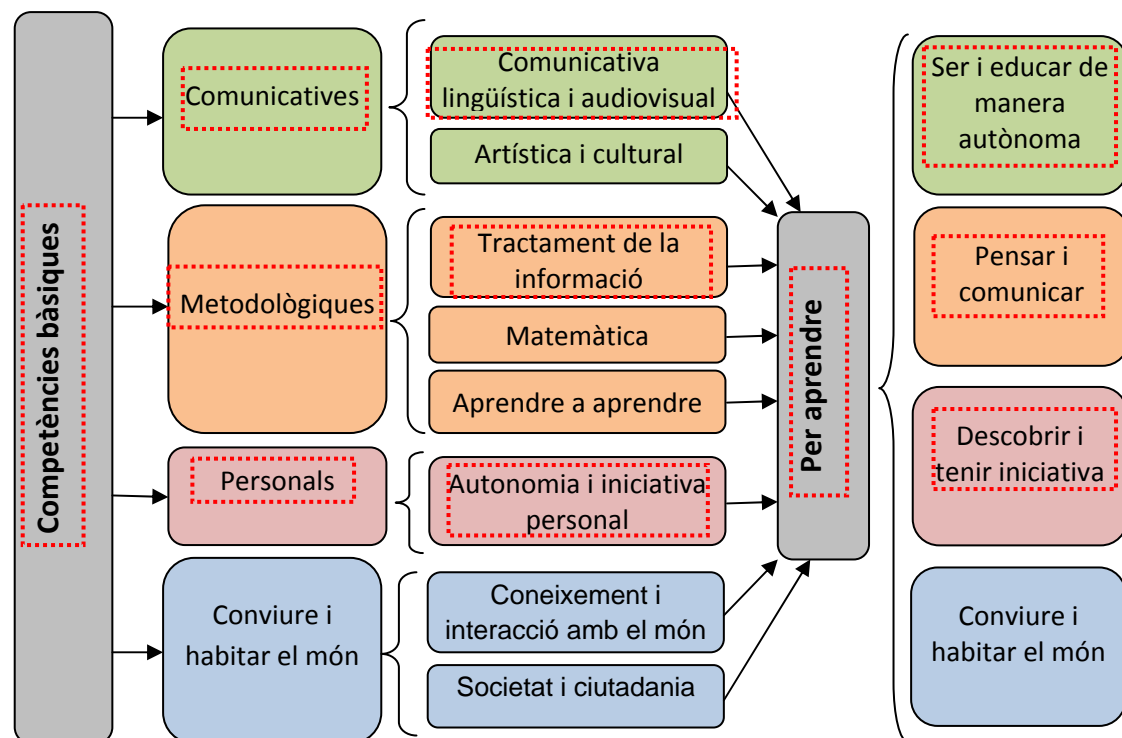 Competències bàsiques
Comunicatives
Comunicativa
lingüística i audiovisual
Artística i cultural
Metodològiques
Tractament de la
informació
Matemàtica
Aprendre a aprendre
Personals
Autonomia i iniciativa
personal
Conviure i
habitar el món
Coneixement i
interacció amb el món
Societat i ciutadania
Per aprendre
Ser i educar de
manera
autònoma
Pensar i
comunicar
Descobrir i
tenir iniciativa
Conviure i
habitar el món